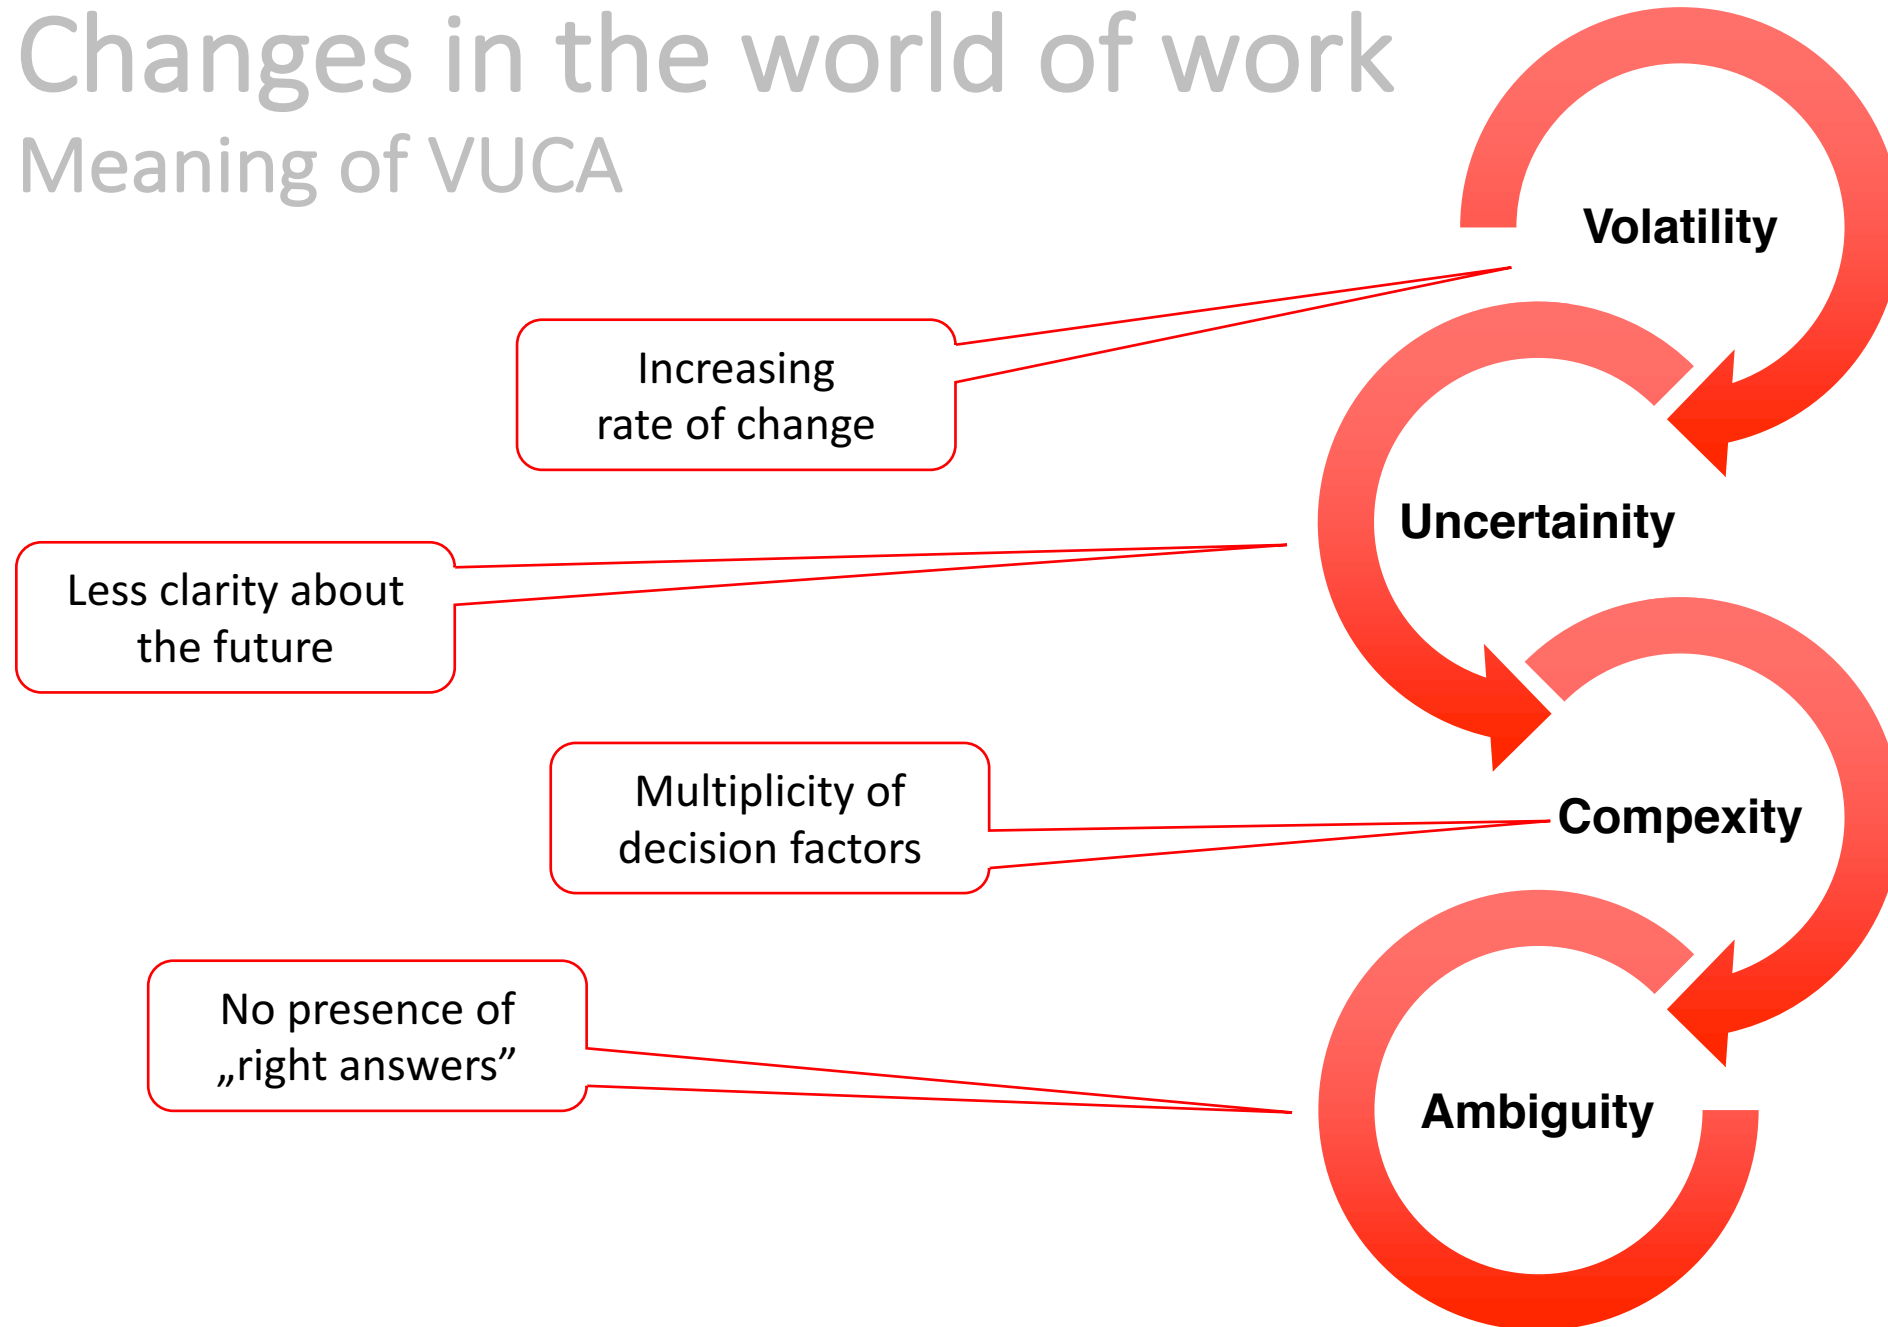 Changes in the world of work
Meaning of VUCA
Volatility
Increasing
rate of change
Uncertainity
Less clarity about
the future
Compexity
Multiplicity of
decision factors
Ambiguity
No presence of
„right answers”